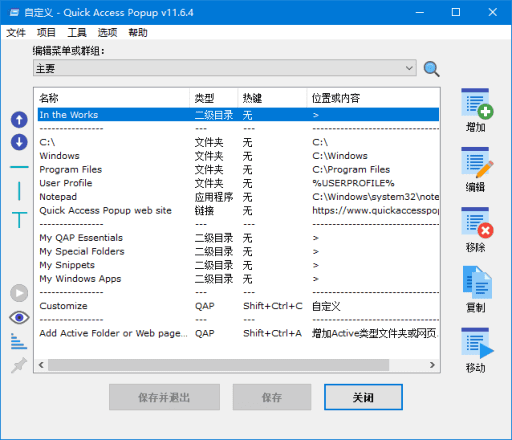 自定义 - Quick Access Popup v11.6.4
文件 项目 工具 选项 帮助
编辑菜单或群组:
主要
名称 类型 热键 位置或内容
In the Works 二级目录 无 >
--------------- --- --- ------------------------
C:\ 文件夹 无 C:\
Windows 文件夹 无 C:\Windows
Program Files 文件夹 无 C:\Program Files
User Profile 文件夹 无 %USERPROFILE%
Notepad 应用程序 无 C:\Windows\system32\note
Quick Access Popup web site 链接 无 https://www.quickaccesspop
--------------- --- --- ------------------------
My QAP Essentials 二级目录 无 >
My Special Folders 二级目录 无 >
My Snippets 二级目录 无 >
My Windows Apps 二级目录 无 >
--------------- --- --- ------------------------
Customize QAP Shift+Ctrl+C 自定义
--------------- --- --- ------------------------
Add Active Folder or Web page... QAP Shift+Ctrl+A 增加Active类型文件夹或网页
增加
编辑
移除
复制
移动
保存并退出 保存 关闭